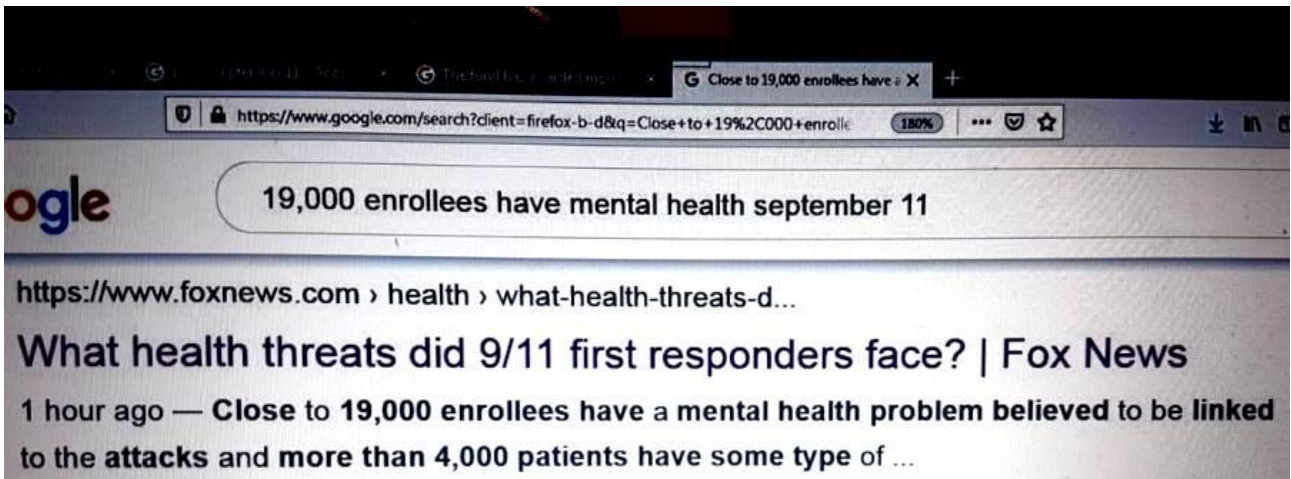 G Close to 19,000 enrollees have a X +
https://www.google.com/search?client=firefox-b-d&q=Close+to+19%2C000+enrolle 180%
ogle 19,000 enrollees have mental health september 11
https://www.foxnews.com › health › what-health-threats-d...
What health threats did 9/11 first responders face? | Fox News
1 hour ago — Close to 19,000 enrollees have a mental health problem believed to be linked
to the attacks and more than 4,000 patients have some type of ...